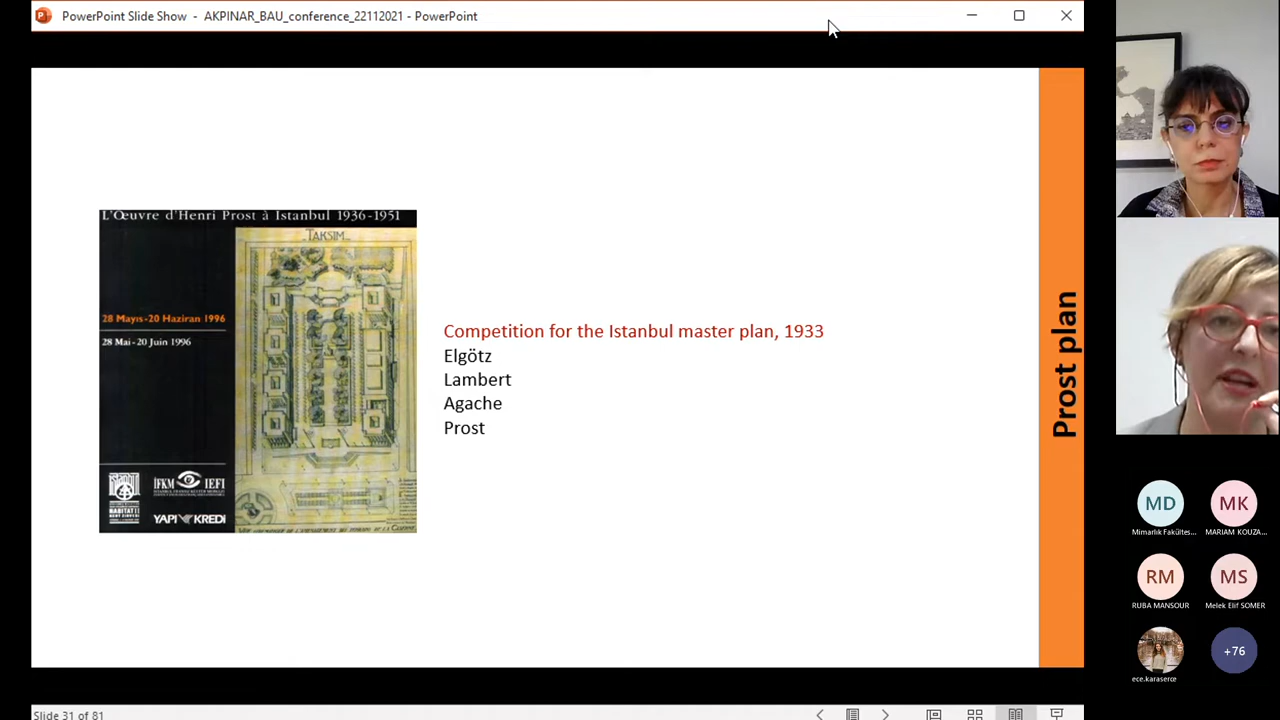 PowerPoint Slide Show - AKPINAR_BAU_conference_22112021 - PowerPoint
L'Œuvre d'Henri Prost à Istanbul 1936-1951
TAKSIM
28 Mayıs-20 Haziran 1996
28 Mai-20 Juin 1996
IFKM IEFI
HABITAT II
YAPI KREDI
Competition for the Istanbul master plan, 1933
Elgötz
Lambert
Agache
Prost
Prost plan
MD
Mimarlık Fakültes...
MK
MARIAM KOUZA...
RM
RUBA MANSOUR
MS
Melek Elif SOMER
ece.karaserce
+76
Slide 31 of 81